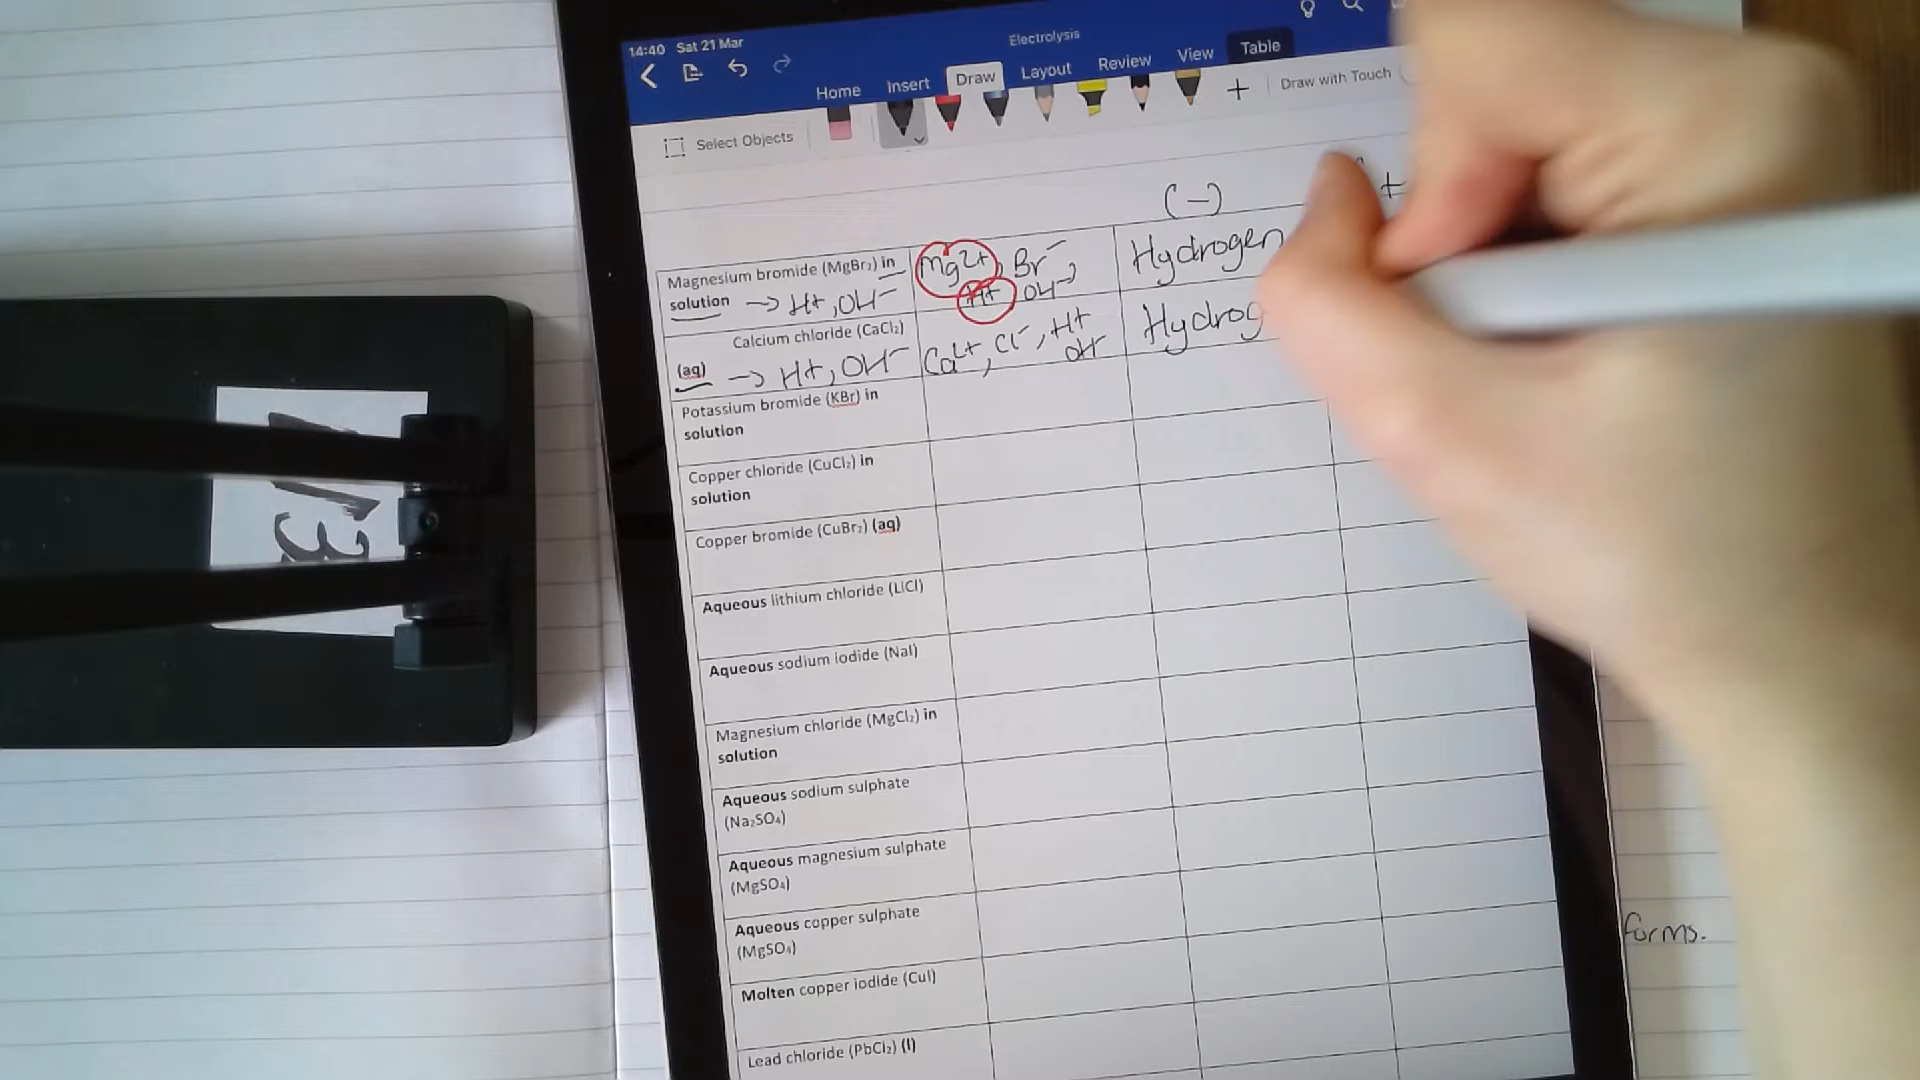 14:40 Sat 21 Mar
Electrolysis
Home Insert Draw Layout Review View Table
Select Objects
Draw with Touch
(-)
+
Magnesium bromide (MgBr₂) in
solution → H+, OH-
Mg2+, Br-,
H+ OH-
Hydrogen
Calcium chloride (CaCl₂)
(aq) → H+, OH-
Ca2+, Cl-, H+
OH-
Hydrog
Potassium bromide (KBr) in
solution
Copper chloride (CuCl₂) in
solution
Copper bromide (CuBr₂) (aq)
Aqueous lithium chloride (LiCl)
Aqueous sodium iodide (NaI)
Magnesium chloride (MgCl₂) in
solution
Aqueous sodium sulphate
(Na₂SO₄)
Aqueous magnesium sulphate
(MgSO₄)
Aqueous copper sulphate
(MgSO₄)
Molten copper iodide (CuI)
Lead chloride (PbCl₂) (l)
forms.